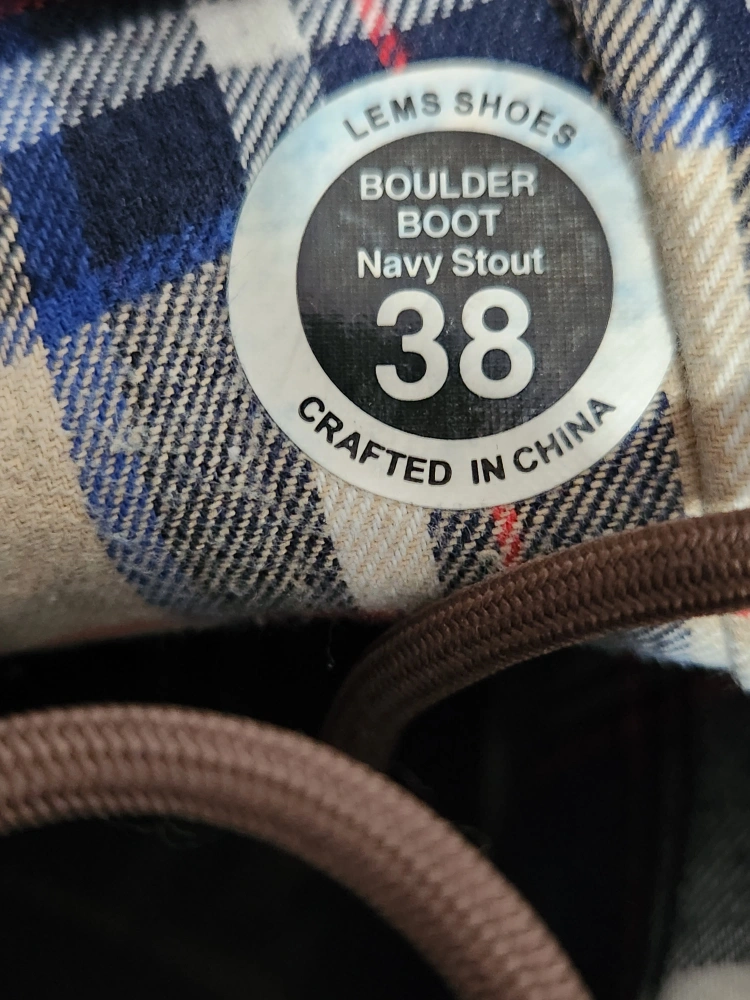 LEMS SHOES
BOULDER
BOOT
Navy Stout
38
CRAFTED IN CHINA